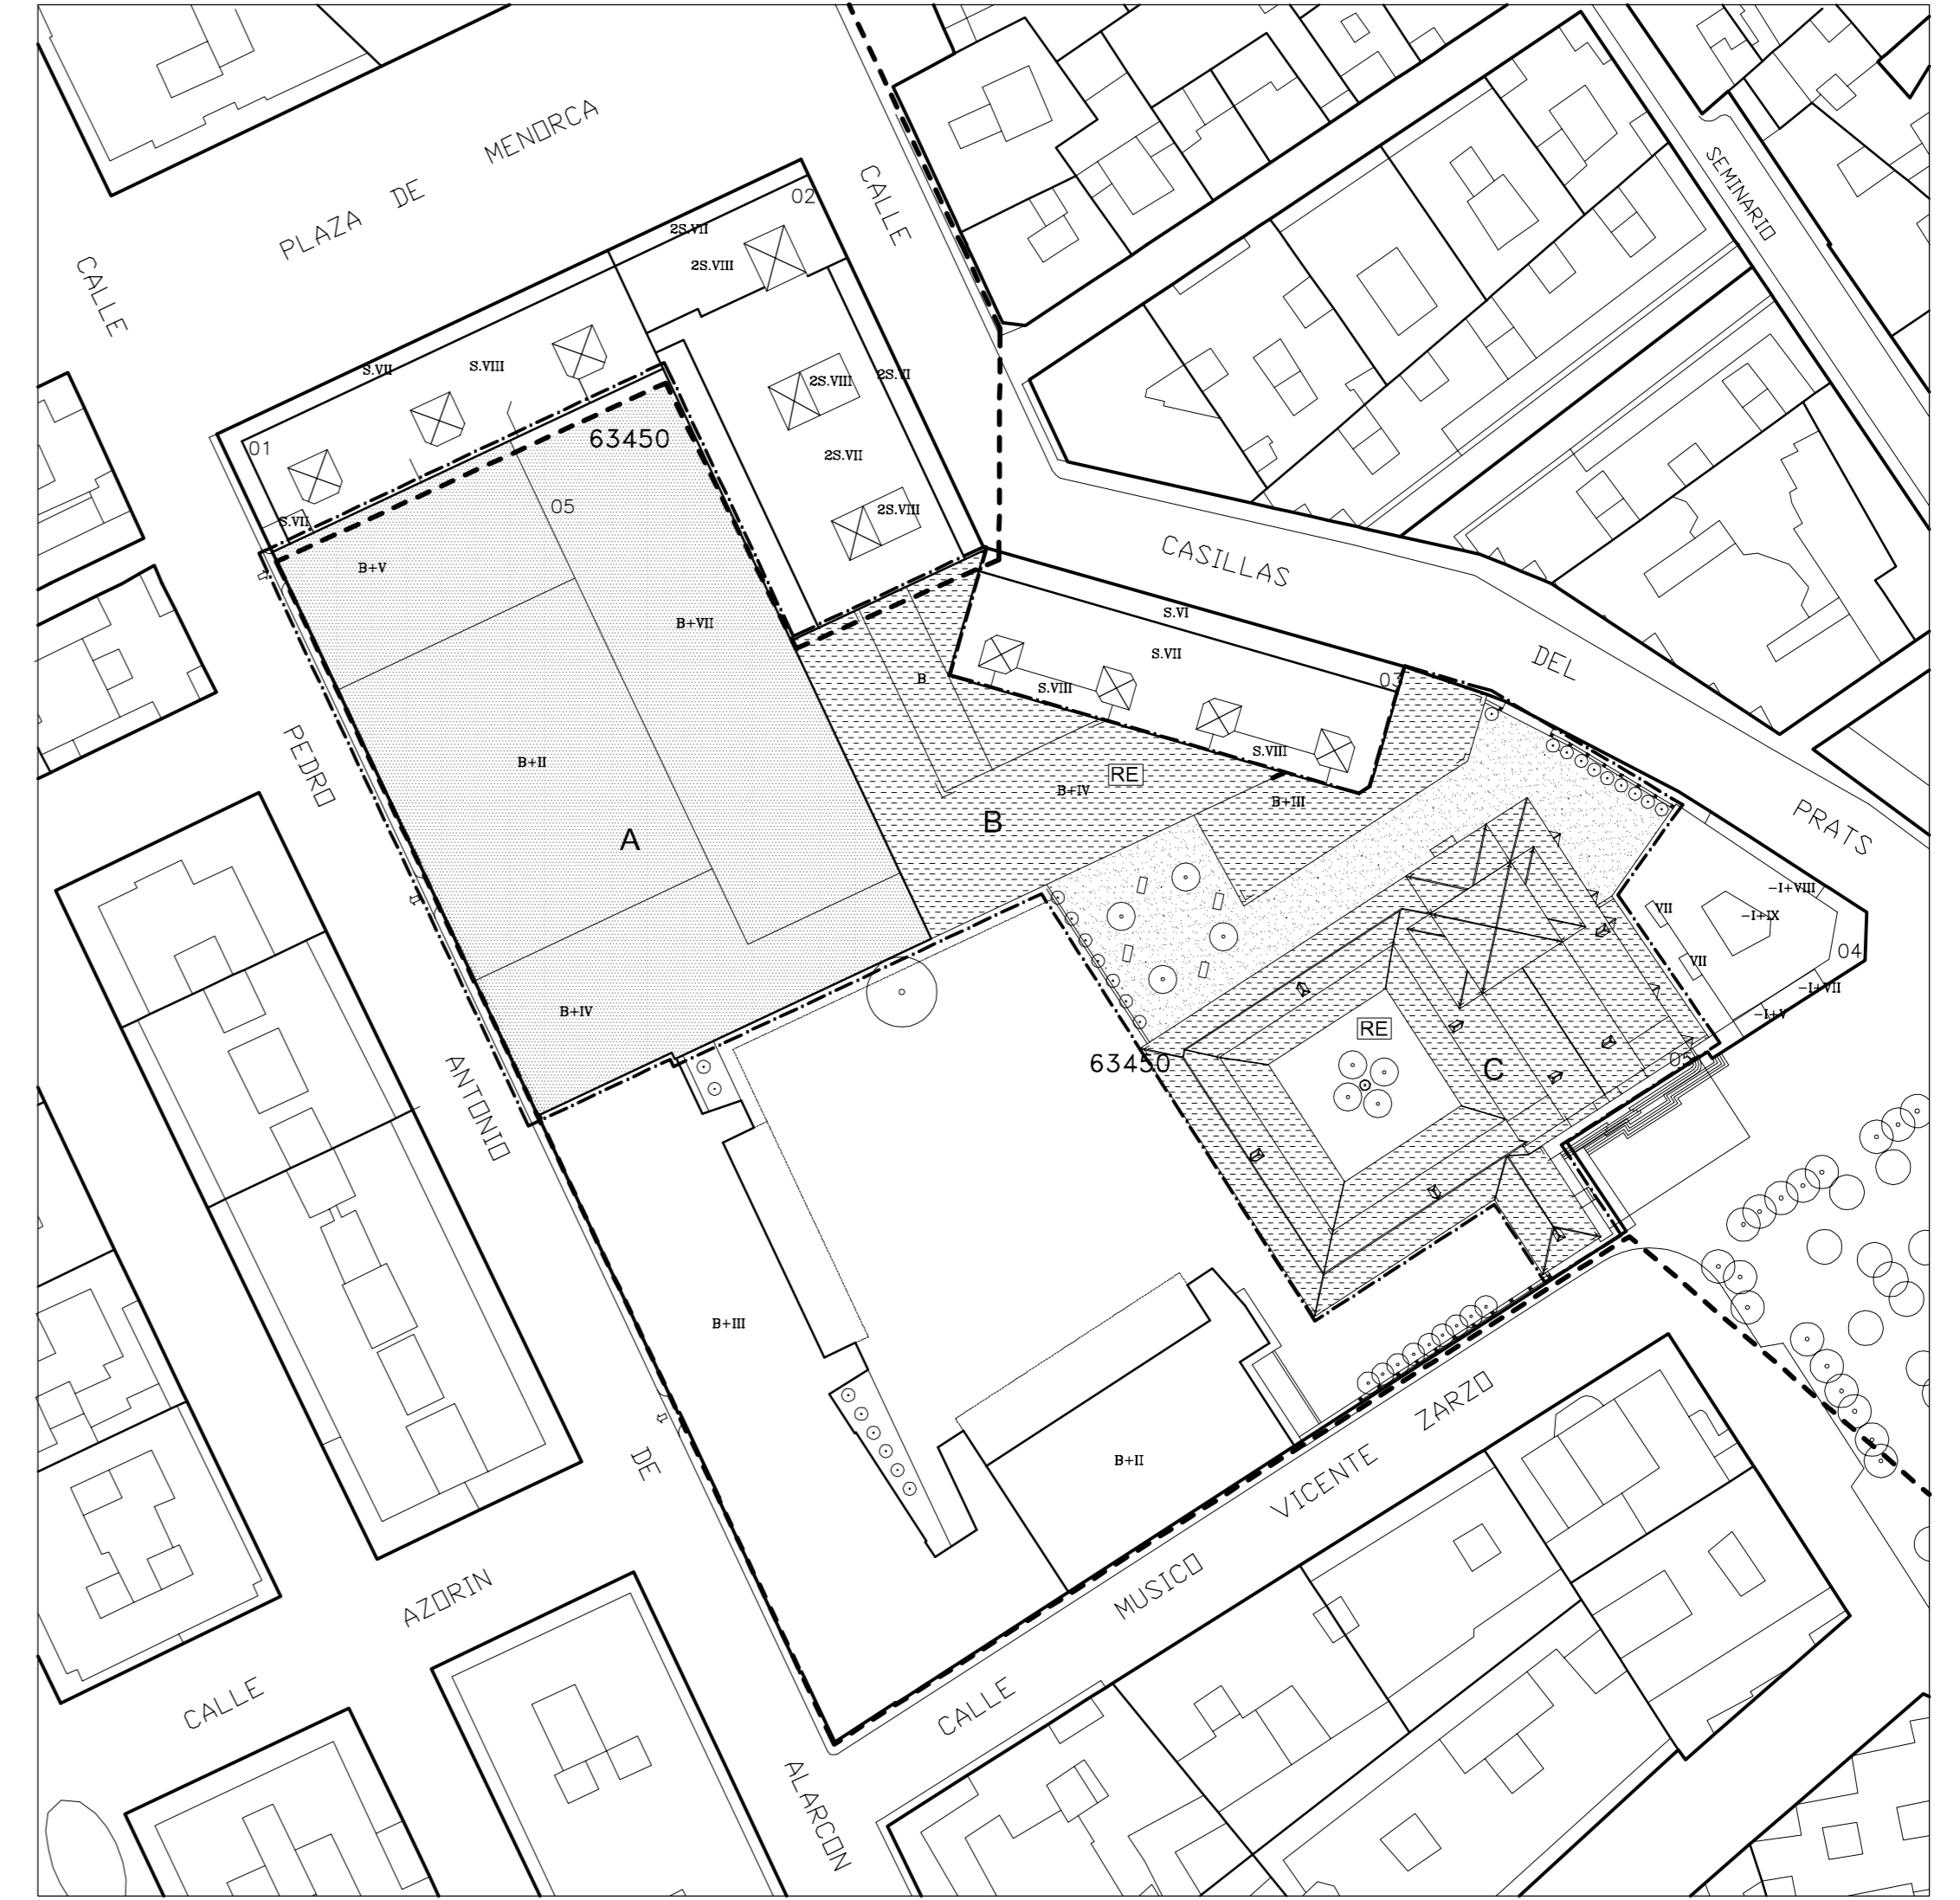 PLAZA DE MENORCA
CALLE
CALLE
SEMINARIO
02
2S.VII
2S.VIII
S.VII
S.VIII
2S.VIII
2S.VI
01
63450
2S.VII
05
2S.VIII
S.VII
B+V
CASILLAS
S.VI
B+VII
S.VII
DEL
B
S.VIII
03
PEDRO
B+II
S.VIII
RE
B+IV
B+III
PRATS
A
B
-I+VIII
VII
-I+IX
VII
04
-I+VII
B+IV
-I+V
RE
63450
C
05
ANTONIO
B+III
DE
B+II
CALLE MUSICO VICENTE ZARZO
CALLE AZORIN
ALARCON